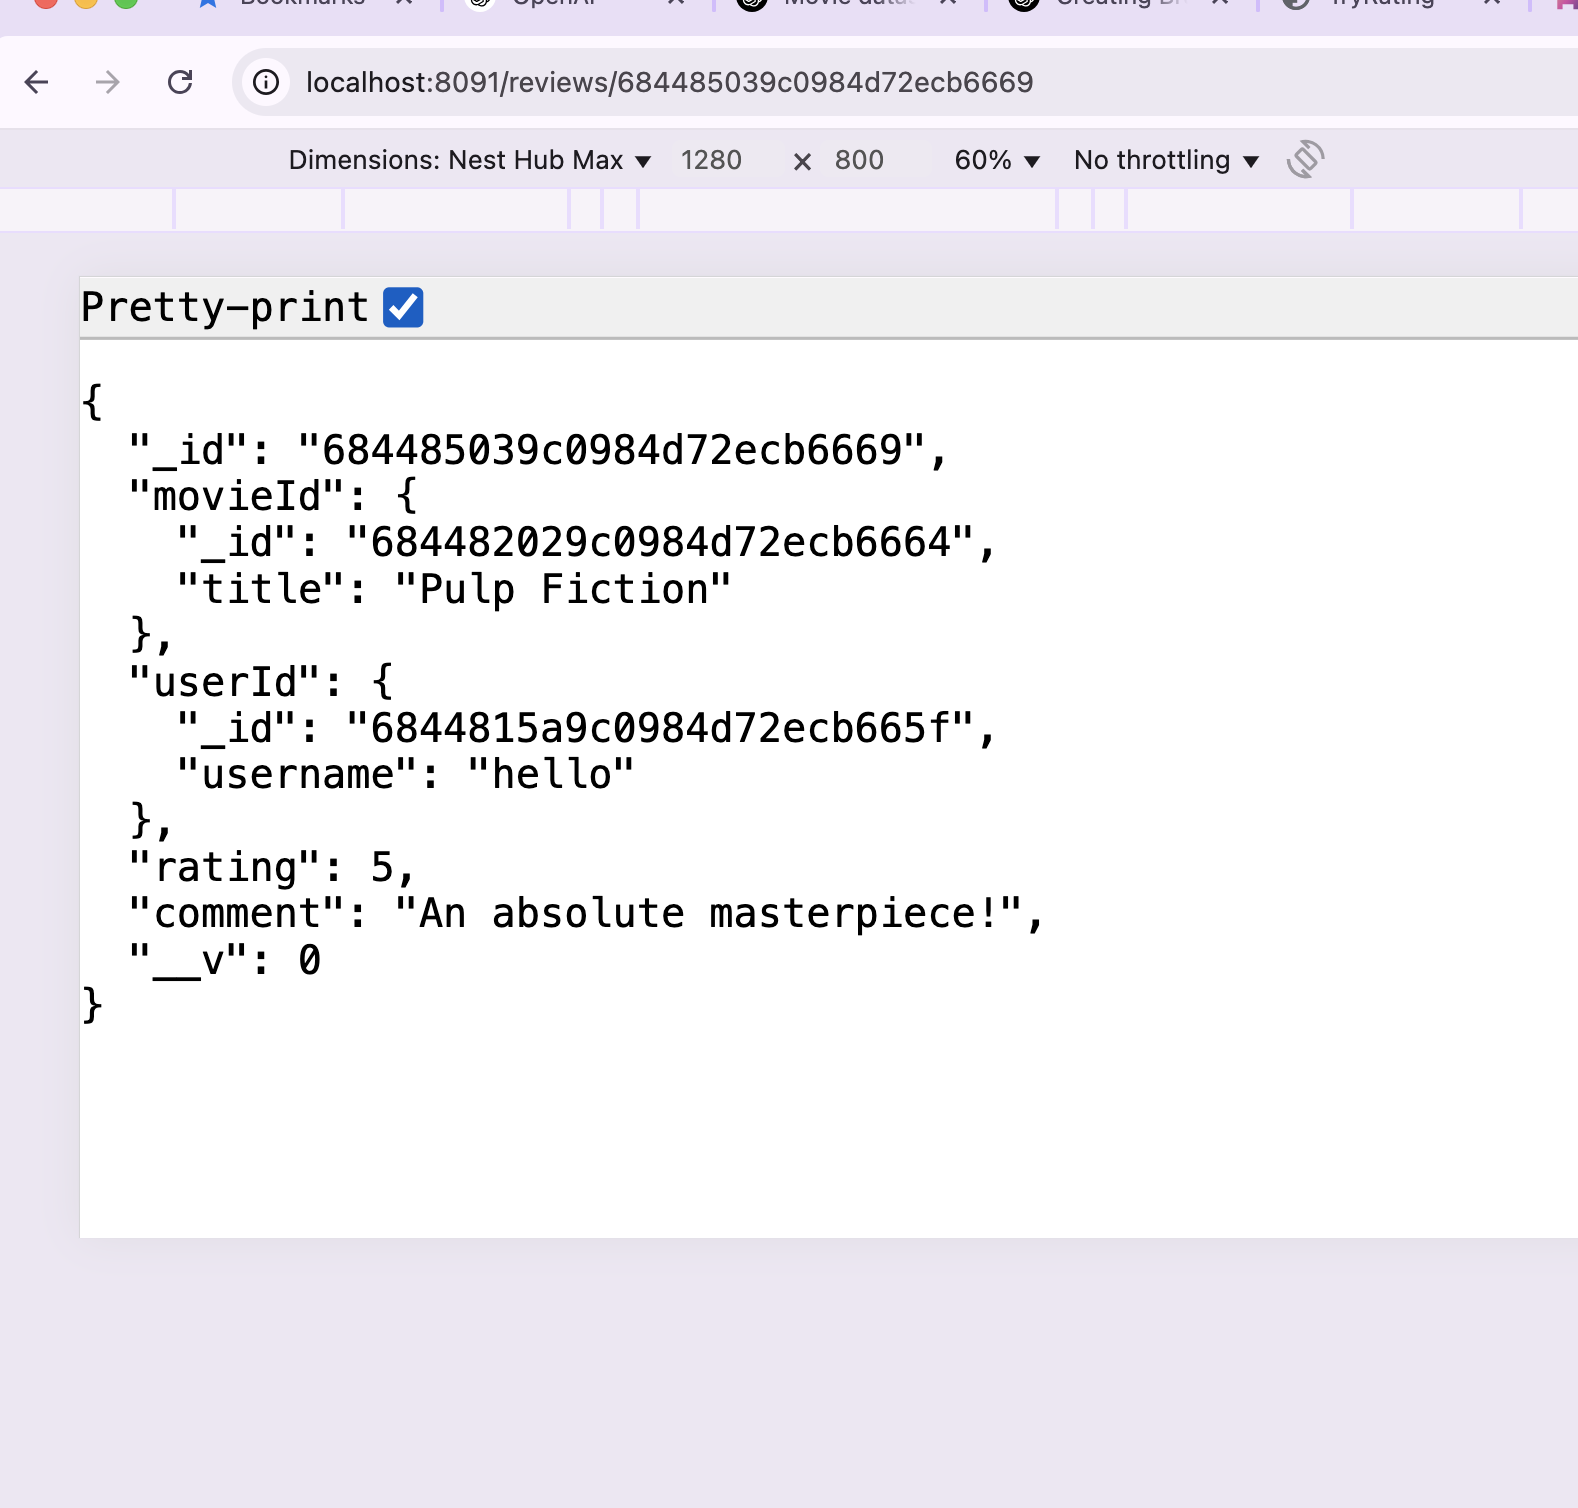 Bookmarks
OpenAI
Movie data
Creating
TryRating
localhost:8091/reviews/684485039c0984d72ecb6669
Dimensions: Nest Hub Max ▼ 1280 × 800 60% ▼ No throttling ▼
Pretty-print
{
  "_id": "684485039c0984d72ecb6669",
  "movieId": {
    "_id": "684482029c0984d72ecb6664",
    "title": "Pulp Fiction"
  },
  "userId": {
    "_id": "6844815a9c0984d72ecb665f",
    "username": "hello"
  },
  "rating": 5,
  "comment": "An absolute masterpiece!",
  "__v": 0
}